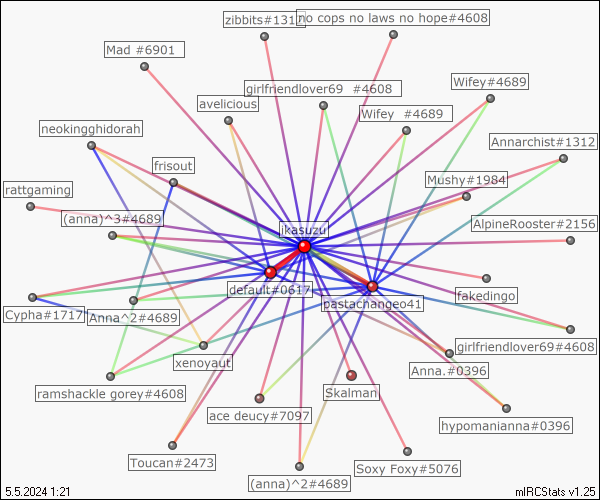 zibbits#1312
no cops no laws no hope#4608
Mad #6901
girlfriendlover69 #4608
Wifey#4689
avelicious
Wifey #4689
neokingghidorah
Annarchist#1312
frisout
Mushy#1984
rattgaming
(anna)^3#4689
AlpineRooster#2156
ikasuzu
default#0617
fakedingo
pastachange041
Cypha#1717
Anna^2#4689
girlfriendlover69#4608
xenoyaut
Anna.#0396
ramshackle gorey#4608
Skalman
ace deucy#7097
hypomanianna#0396
Toucan#2473
Soxy Foxy#5076
(anna)^2#4689
5.5.2024 1:21
mIRCStats v1.25